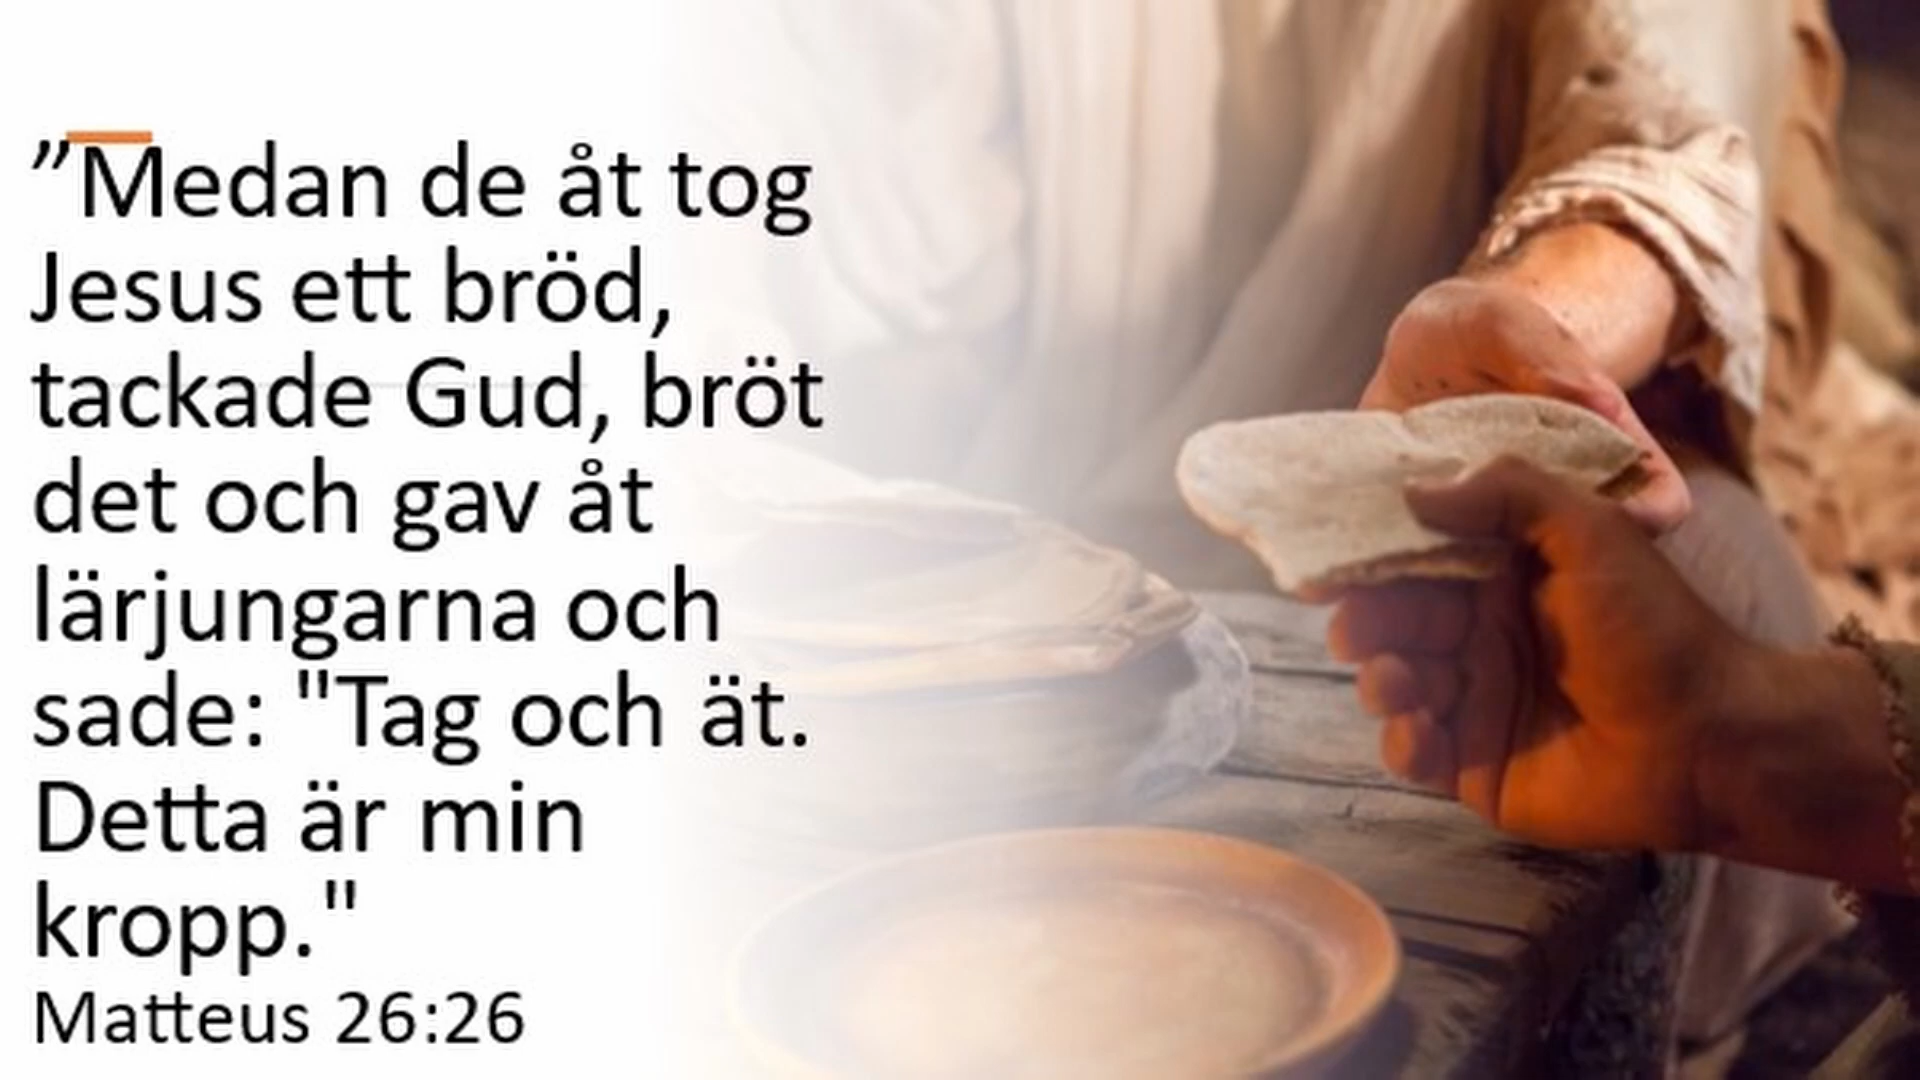 ”Medan de åt tog
Jesus ett bröd,
tackade Gud, bröt
det och gav åt
lärjungarna och
sade: "Tag och ät.
Detta är min
kropp."
Matteus 26:26